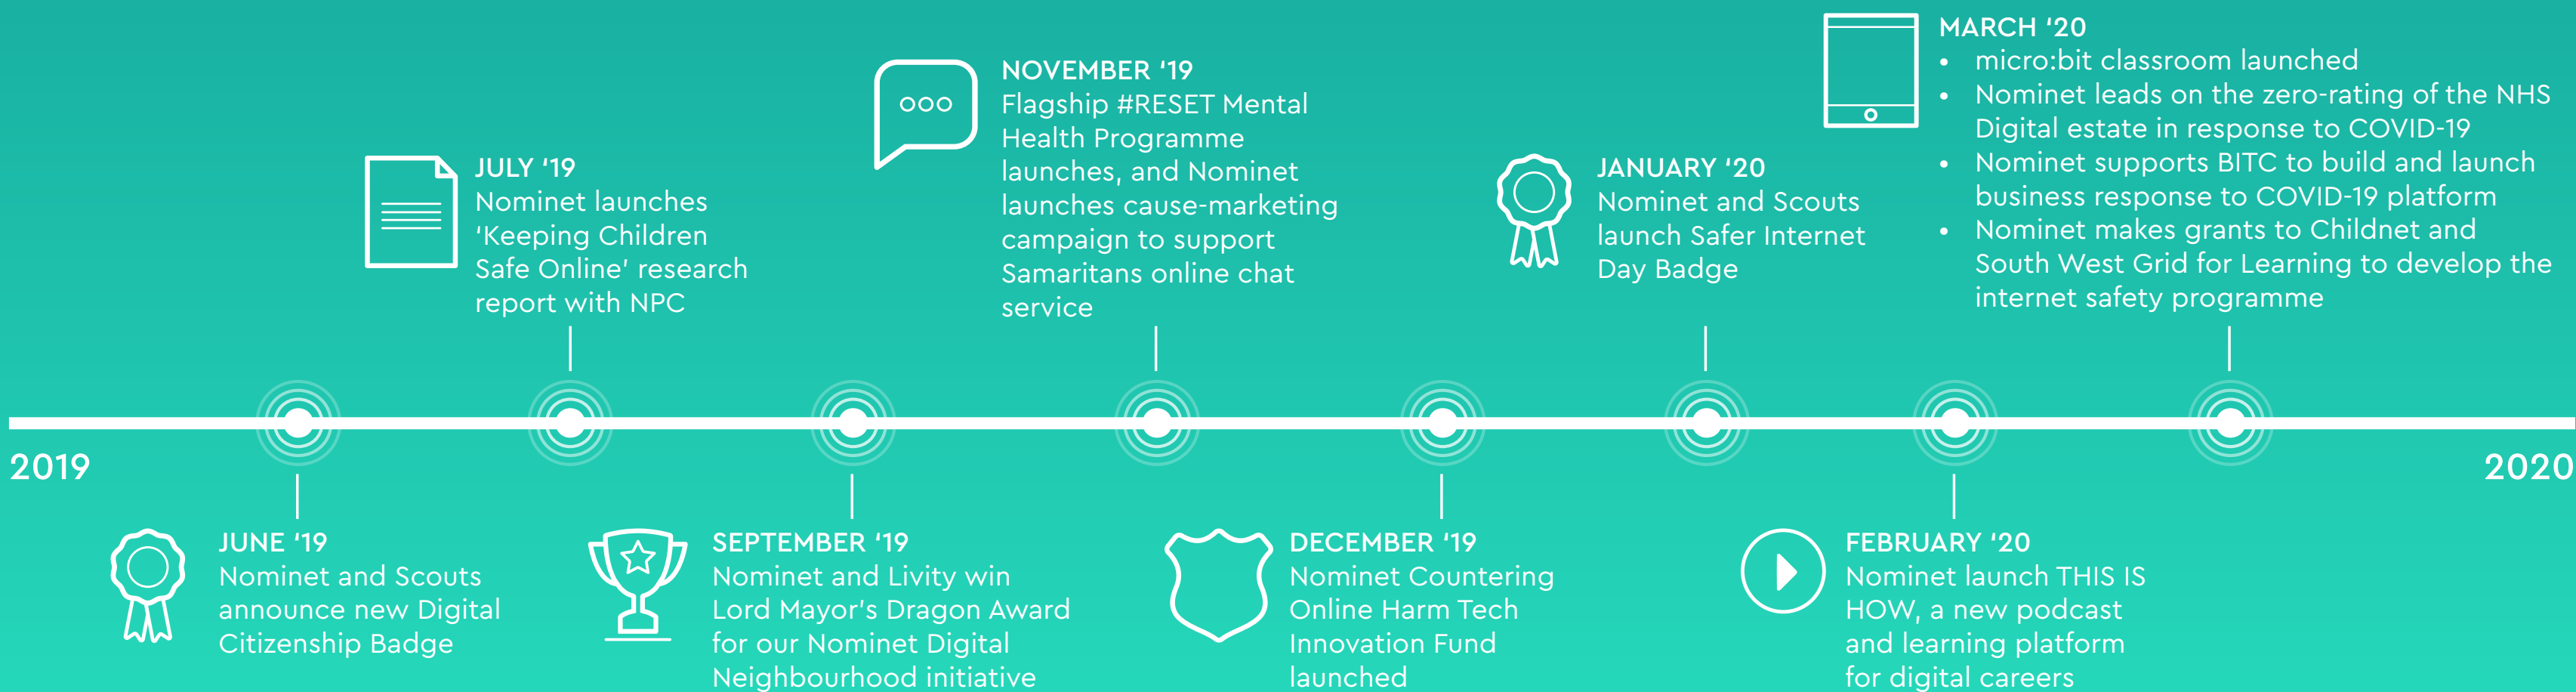 JUNE ‘19
Nominet and Scouts
announce new Digital
Citizenship Badge
JULY ‘19
Nominet launches
‘Keeping Children
Safe Online’ research
report with NPC
SEPTEMBER ‘19
Nominet and Livity win
Lord Mayor’s Dragon Award
for our Nominet Digital
Neighbourhood initiative
NOVEMBER ‘19
Flagship #RESET Mental
Health Programme
launches, and Nominet
launches cause-marketing
campaign to support
Samaritans online chat
service
DECEMBER ‘19
Nominet Countering
Online Harm Tech
Innovation Fund
launched
JANUARY ‘20
Nominet and Scouts
launch Safer Internet
Day Badge
FEBRUARY ‘20
Nominet launch THIS IS
HOW, a new podcast
and learning platform
for digital careers
MARCH ‘20
• micro:bit classroom launched
• Nominet leads on the zero-rating of the NHS
Digital estate in response to COVID-19
• Nominet supports BITC to build and launch
business response to COVID-19 platform
• Nominet makes grants to Childnet and
South West Grid for Learning to develop the
internet safety programme
2019
2020